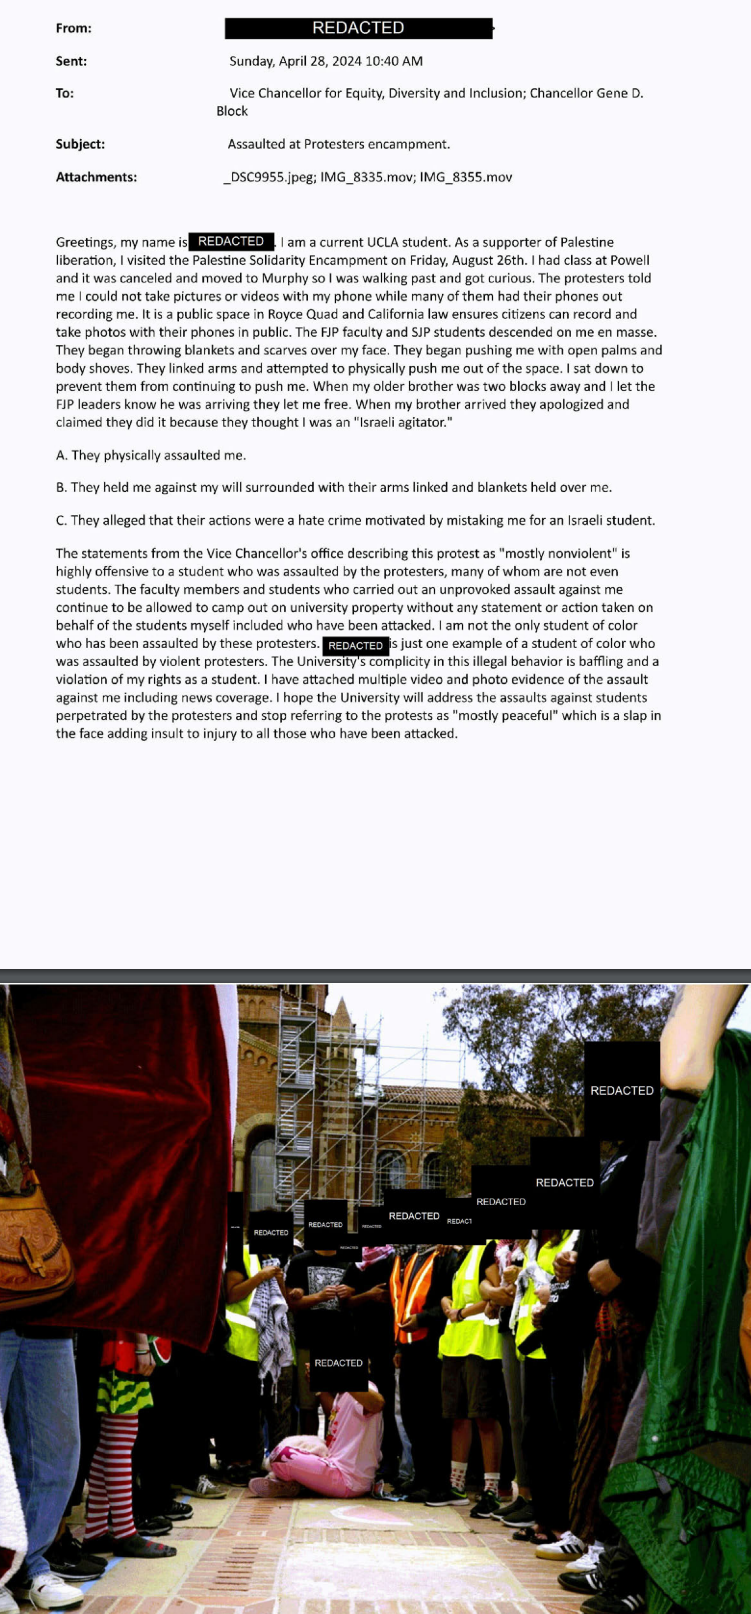 From: REDACTED
Sent: Sunday, April 28, 2024 10:40 AM
To: Vice Chancellor for Equity, Diversity and Inclusion; Chancellor Gene D.
Block
Subject: Assaulted at Protesters encampment.
Attachments: _DSC9955.jpeg; IMG_8335.mov; IMG_8355.mov
Greetings, my name is REDACTED. I am a current UCLA student. As a supporter of Palestine
liberation, I visited the Palestine Solidarity Encampment on Friday, August 26th. I had class at Powell
and it was canceled and moved to Murphy so I was walking past and got curious. The protesters told
me I could not take pictures or videos with my phone while many of them had their phones out
recording me. It is a public space in Royce Quad and California law ensures citizens can record and
take photos with their phones in public. The FJP faculty and SJP students descended on me en masse.
They began throwing blankets and scarves over my face. They began pushing me with open palms and
body shoves. They linked arms and attempted to physically push me out of the space. I sat down to
prevent them from continuing to push me. When my older brother was two blocks away and I let the
FJP leaders know he was arriving they let me free. When my brother arrived they apologized and
claimed they did it because they thought I was an "Israeli agitator."
A. They physically assaulted me.
B. They held me against my will surrounded with their arms linked and blankets held over me.
C. They alleged that their actions were a hate crime motivated by mistaking me for an Israeli student.
The statements from the Vice Chancellor's office describing this protest as "mostly nonviolent" is
highly offensive to a student who was assaulted by the protesters, many of whom are not even
students. The faculty members and students who carried out an unprovoked assault against me
continue to be allowed to camp out on university property without any statement or action taken on
behalf of the students myself included who have been attacked. I am not the only student of color
who has been assaulted by these protesters. REDACTED is just one example of a student of color who
was assaulted by violent protesters. The University's complicity in this illegal behavior is baffling and a
violation of my rights as a student. I have attached multiple video and photo evidence of the assault
against me including news coverage. I hope the University will address the assaults against students
perpetrated by the protesters and stop referring to the protests as "mostly peaceful" which is a slap in
the face adding insult to injury to all those who have been attacked.
REDACTED
REDACTED
REDACTED
REDACTED
REDACTED
REDACTED
REDACTED
REDACT
REDACTED
REDACTED